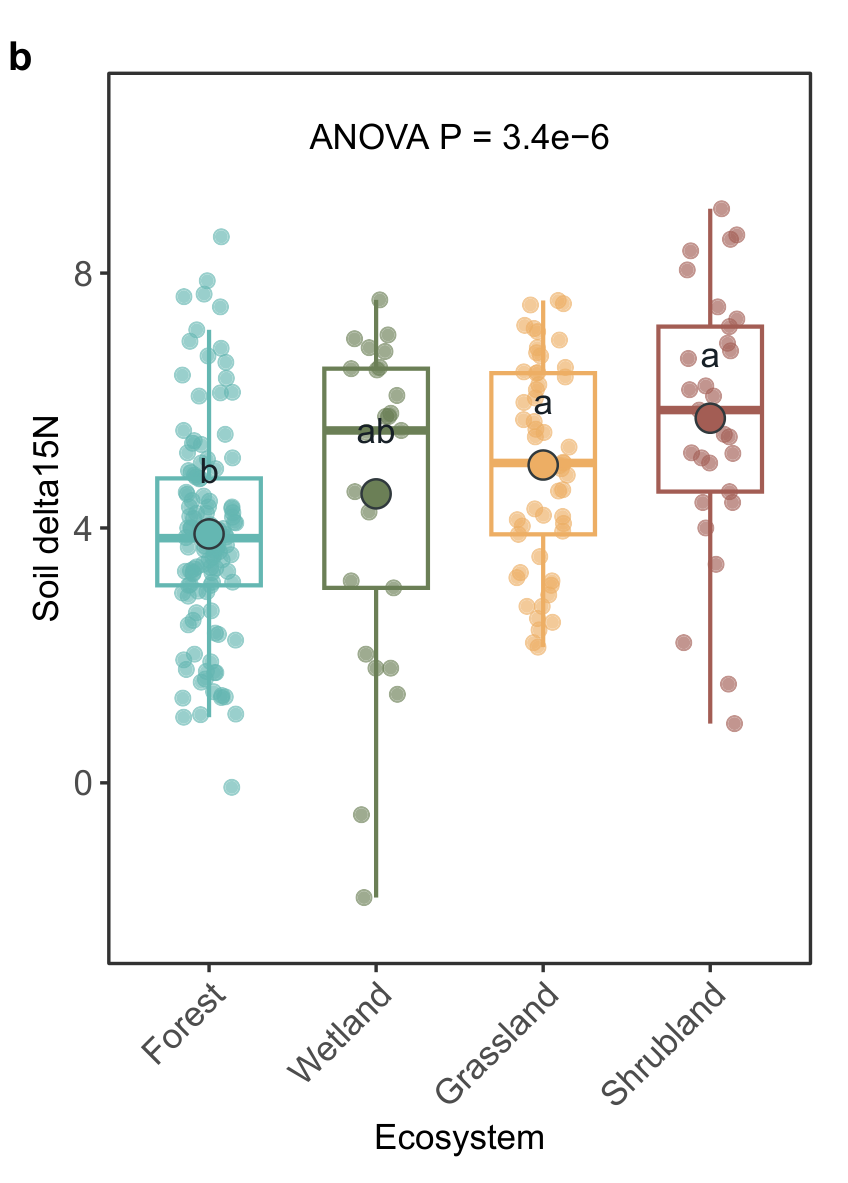 b
ANOVA P = 3.4e−6
8
4
0
Soil delta15N
b
ab
a
a
Forest
Wetland
Grassland
Shrubland
Ecosystem